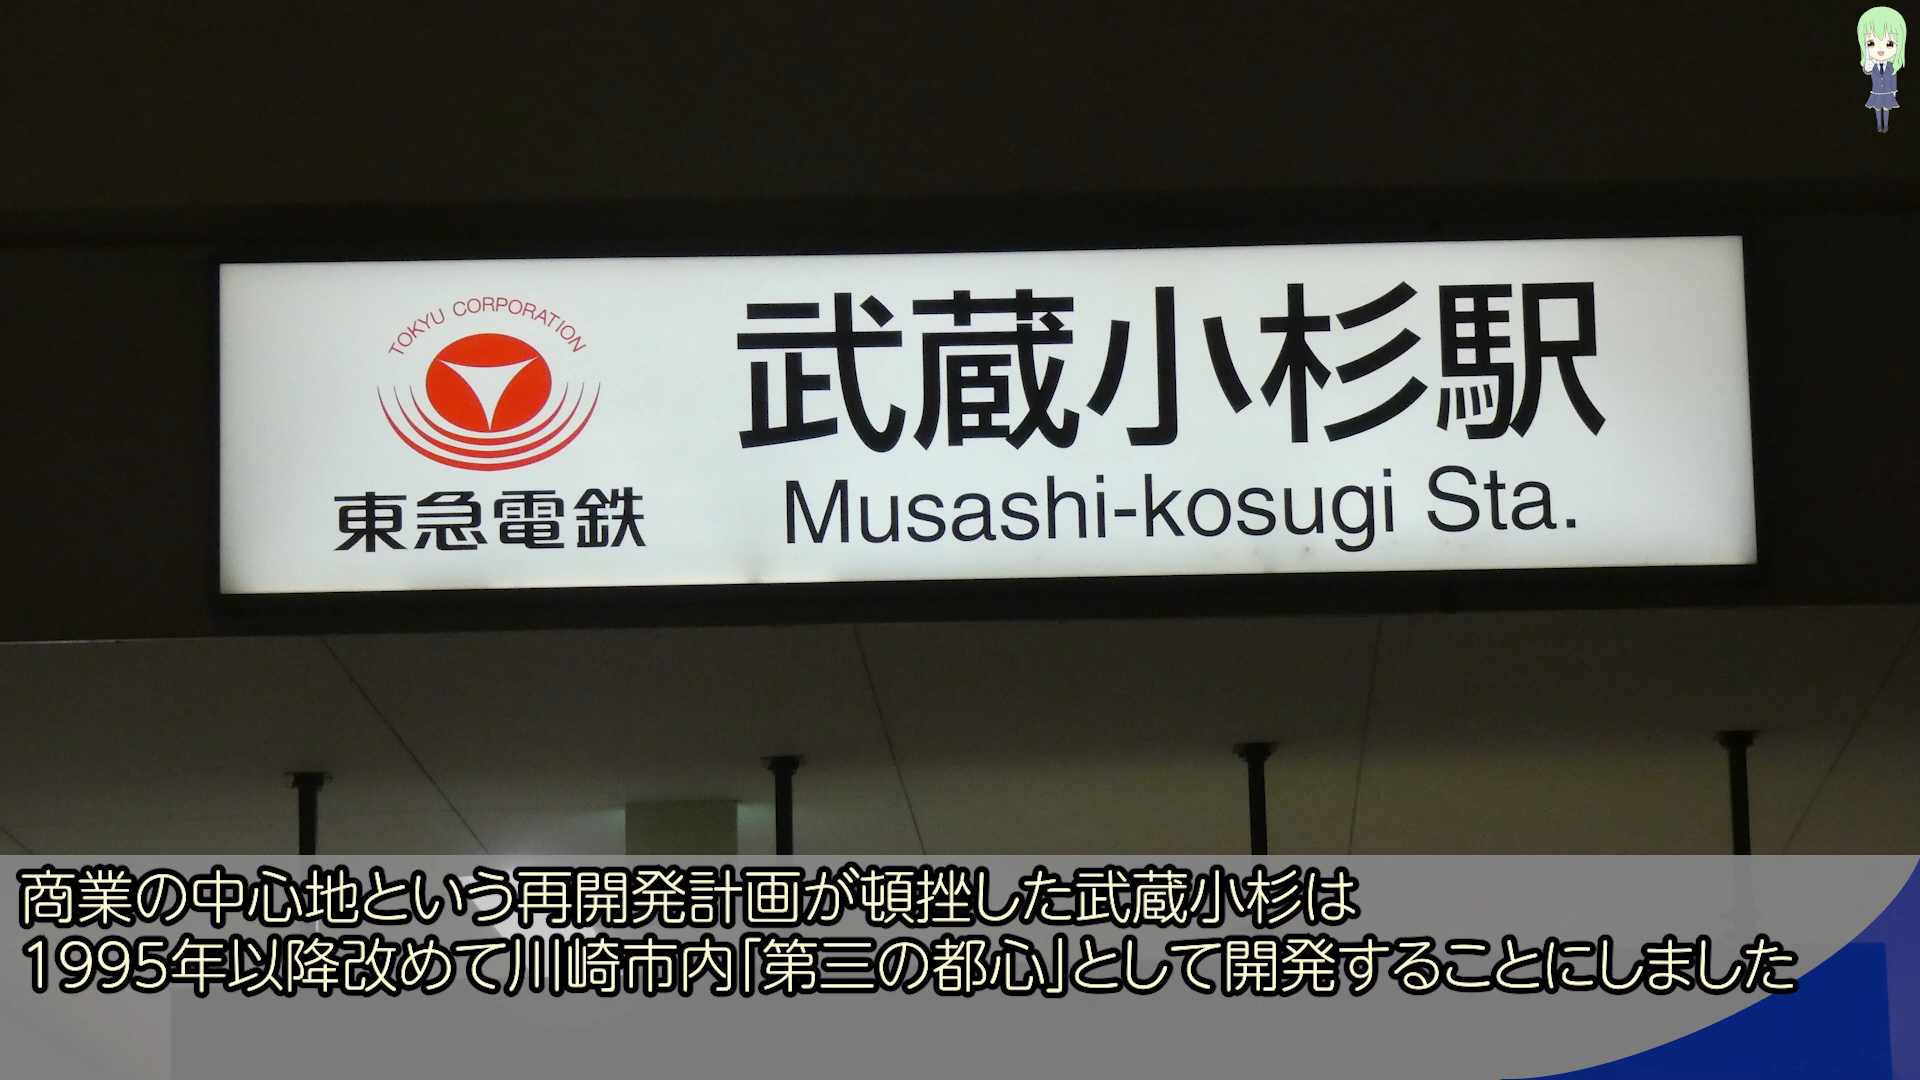 TOKYU CORPORATION
東急電鉄
武蔵小杉駅
Musashi-kosugi Sta.
商業の中心地という再開発計画が頓挫した武蔵小杉は
1995年以降改めて川崎市内｢第三の都心｣として開発することにしました